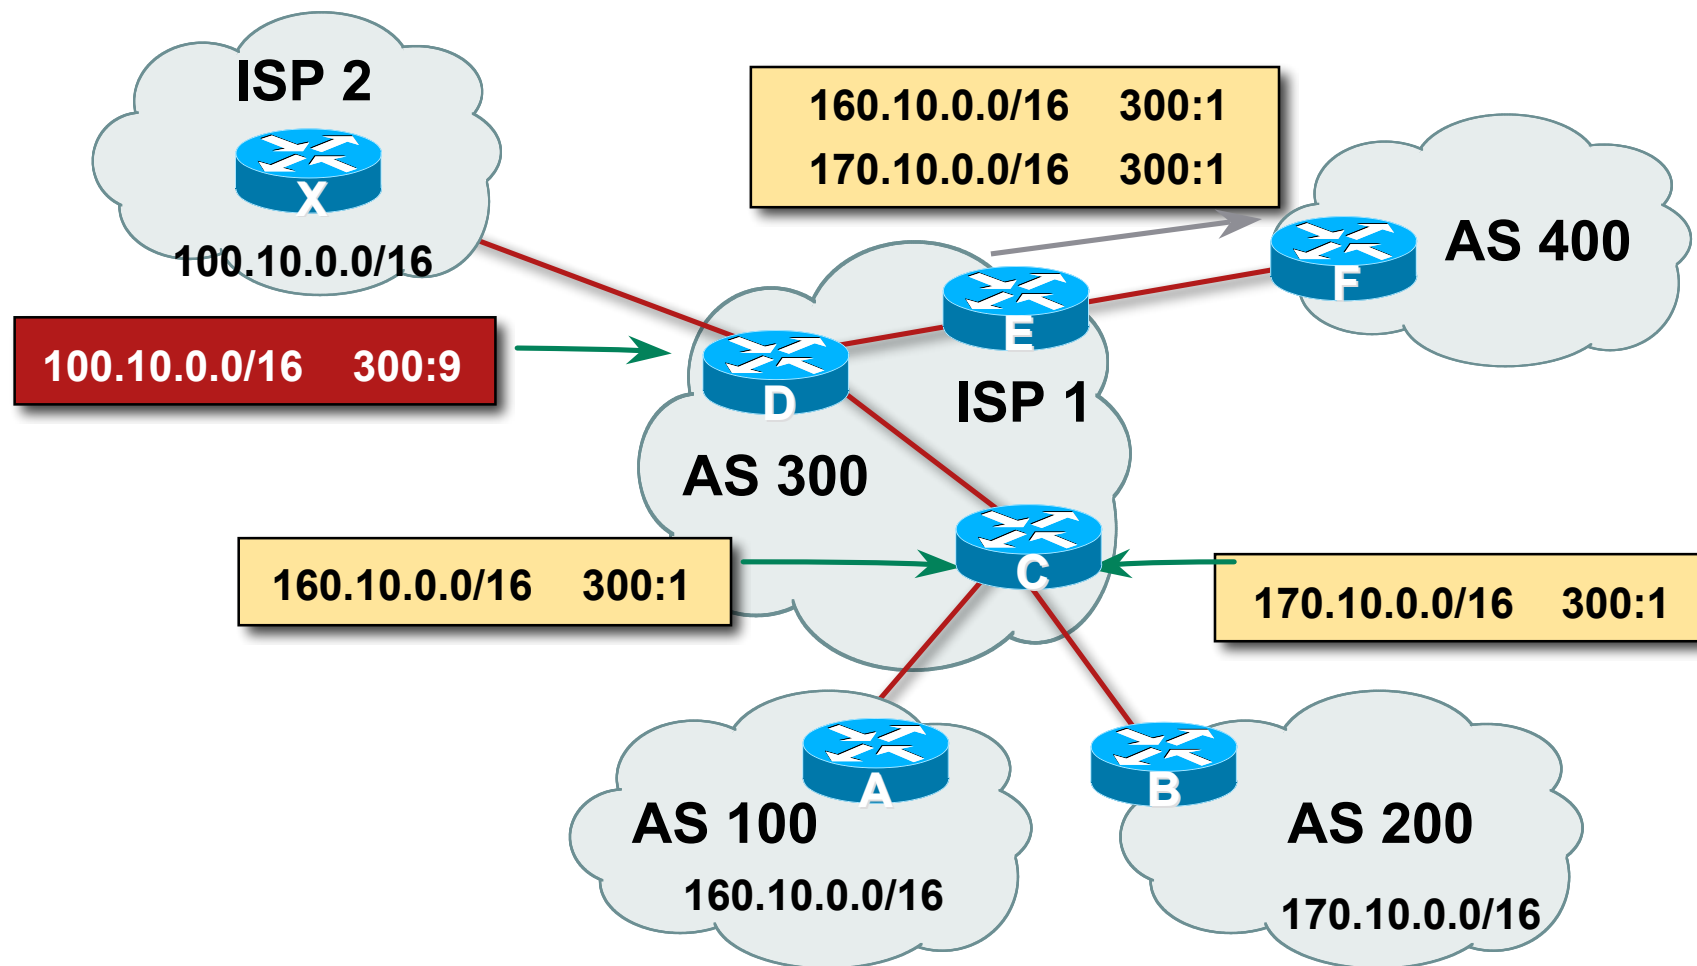 ISP 2
X
100.10.0.0/16
160.10.0.0/16 300:1
170.10.0.0/16 300:1
AS 400
F
E
100.10.0.0/16 300:9
D
ISP 1
AS 300
160.10.0.0/16 300:1
C
170.10.0.0/16 300:1
A
AS 100
160.10.0.0/16
B
AS 200
170.10.0.0/16